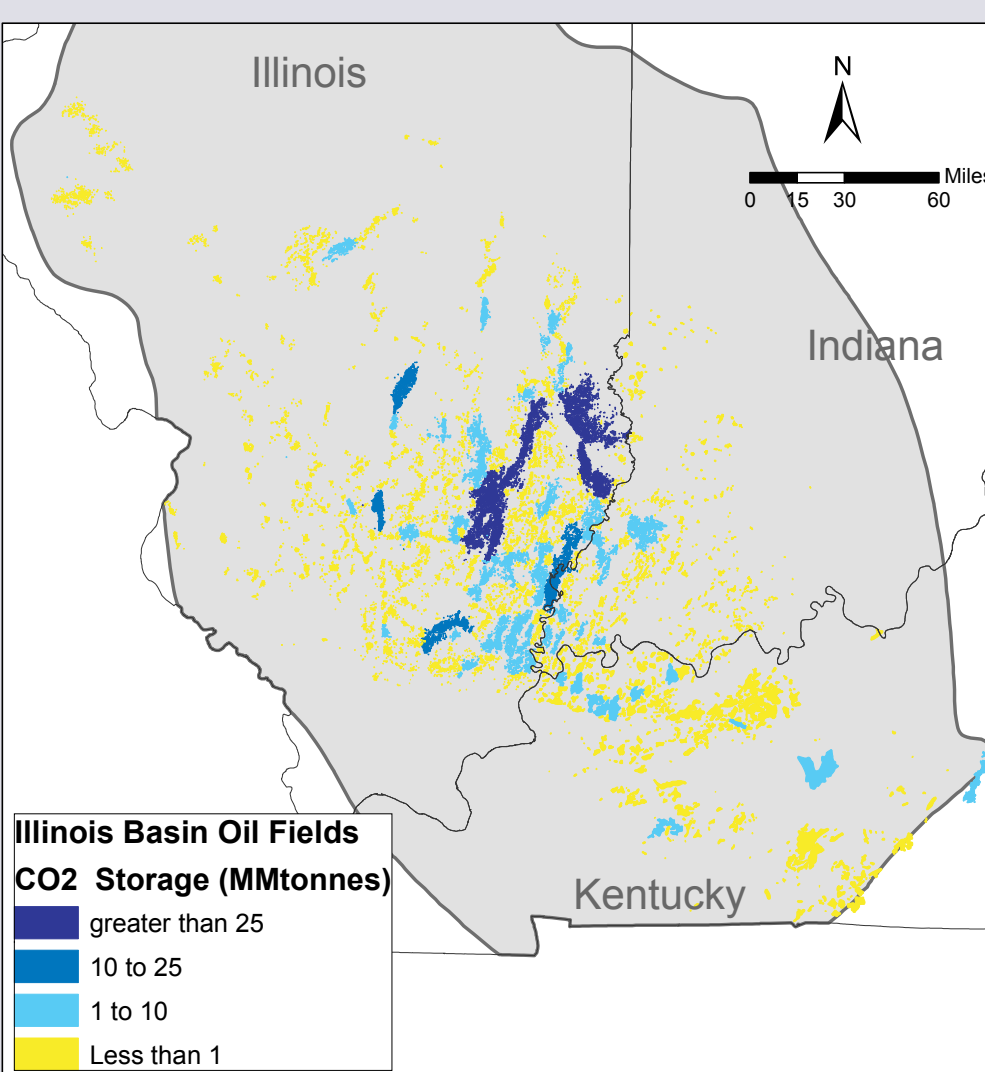 Illinois
N
Miles
0 15 30 60
Indiana
Kentucky
Illinois Basin Oil Fields
CO2 Storage (MMtonnes)
greater than 25
10 to 25
1 to 10
Less than 1